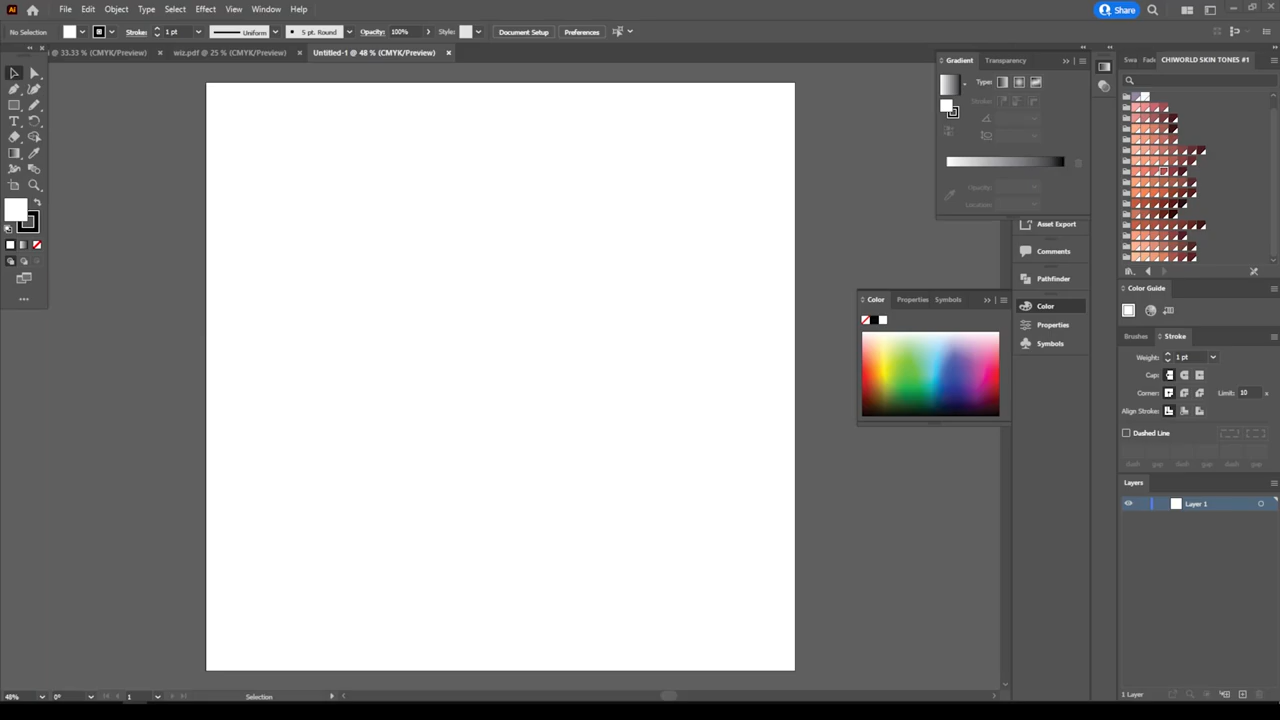 Ai File Edit Object Type Select Effect View Window Help Share
No Selection Stroke: 1 pt Uniform 5 pt. Round Opacity: 100% Style: Document Setup Preferences
@ 33.33 % (CMYK/Preview) × wiz.pdf @ 25 % (CMYK/Preview) × Untitled-1 @ 48 % (CMYK/Preview) ×
Gradient Transparency
Type:
Stroke:
Opacity:
Location:
Swa Fade CHIWORLD SKIN TONES #1
Asset Export
Comments
Pathfinder
Color
Properties
Symbols
Color Properties Symbols
Color Guide
Brushes Stroke
Weight: 1 pt
Cap:
Corner: Limit: 10 x
Align Stroke:
Dashed Line
dash gap dash gap dash gap
Layers
Layer 1
1 Layer
48% 0° 1 Selection